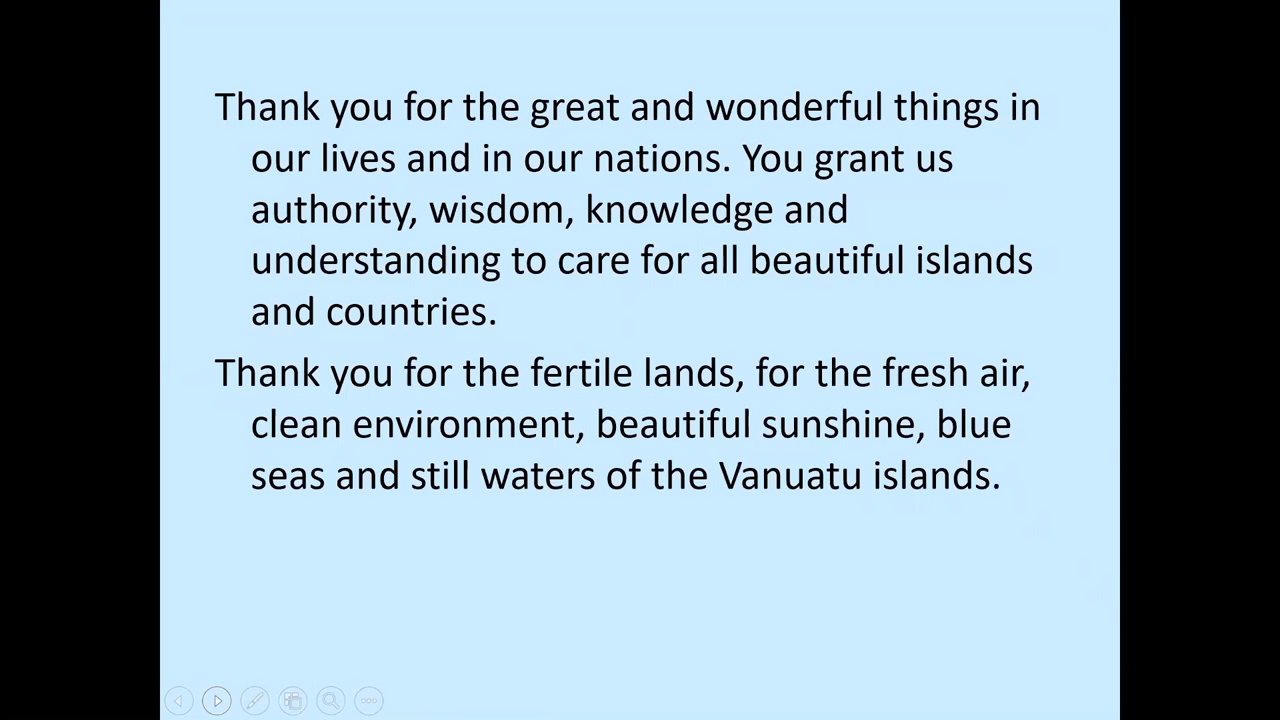 Thank you for the great and wonderful things in
our lives and in our nations. You grant us
authority, wisdom, knowledge and
understanding to care for all beautiful islands
and countries.
Thank you for the fertile lands, for the fresh air,
clean environment, beautiful sunshine, blue
seas and still waters of the Vanuatu islands.